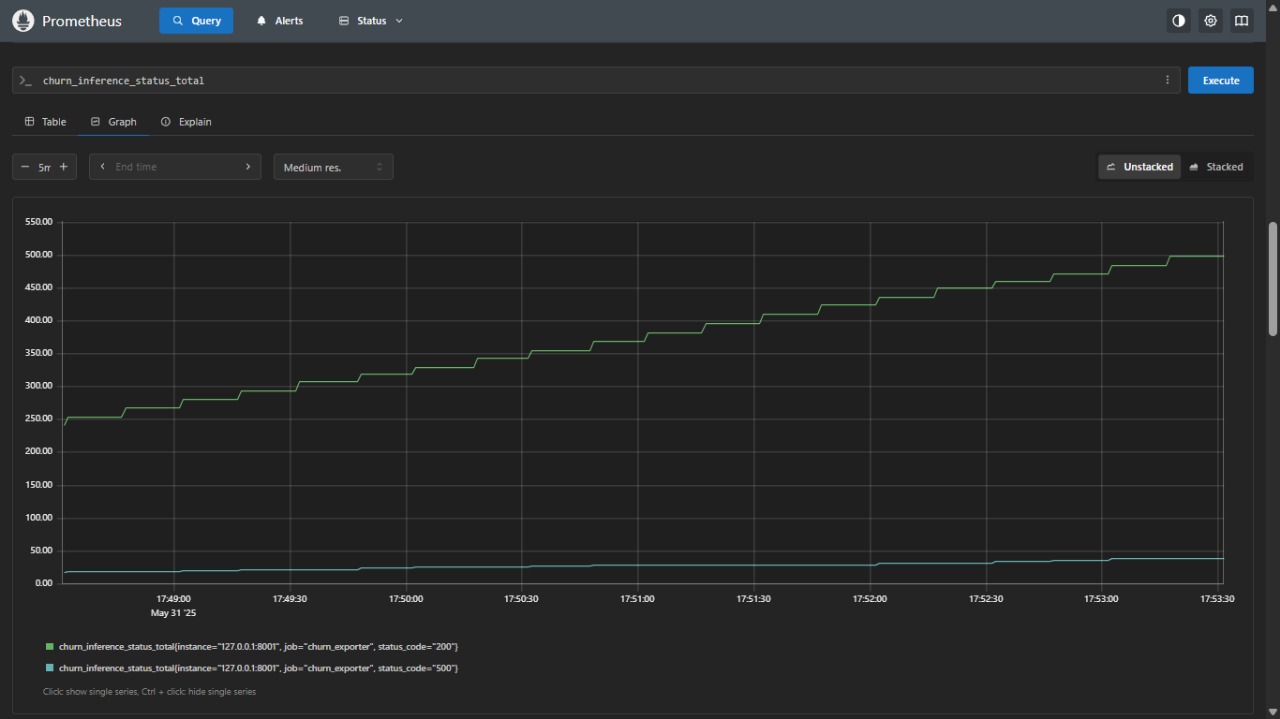 Prometheus Query Alerts Status
>_ churn_inference_status_total Execute
Table Graph Explain
− 5m + End time Medium res. Unstacked Stacked
550.00
500.00
450.00
400.00
350.00
300.00
250.00
200.00
150.00
100.00
50.00
0.00
17:49:00 17:49:30 17:50:00 17:50:30 17:51:00 17:51:30 17:52:00 17:52:30 17:53:00 17:53:30
May 31 '25
churn_inference_status_total{instance="127.0.0.1:8001", job="churn_exporter", status_code="200"}
churn_inference_status_total{instance="127.0.0.1:8001", job="churn_exporter", status_code="500"}
Click: show single series, Ctrl + click: hide single series